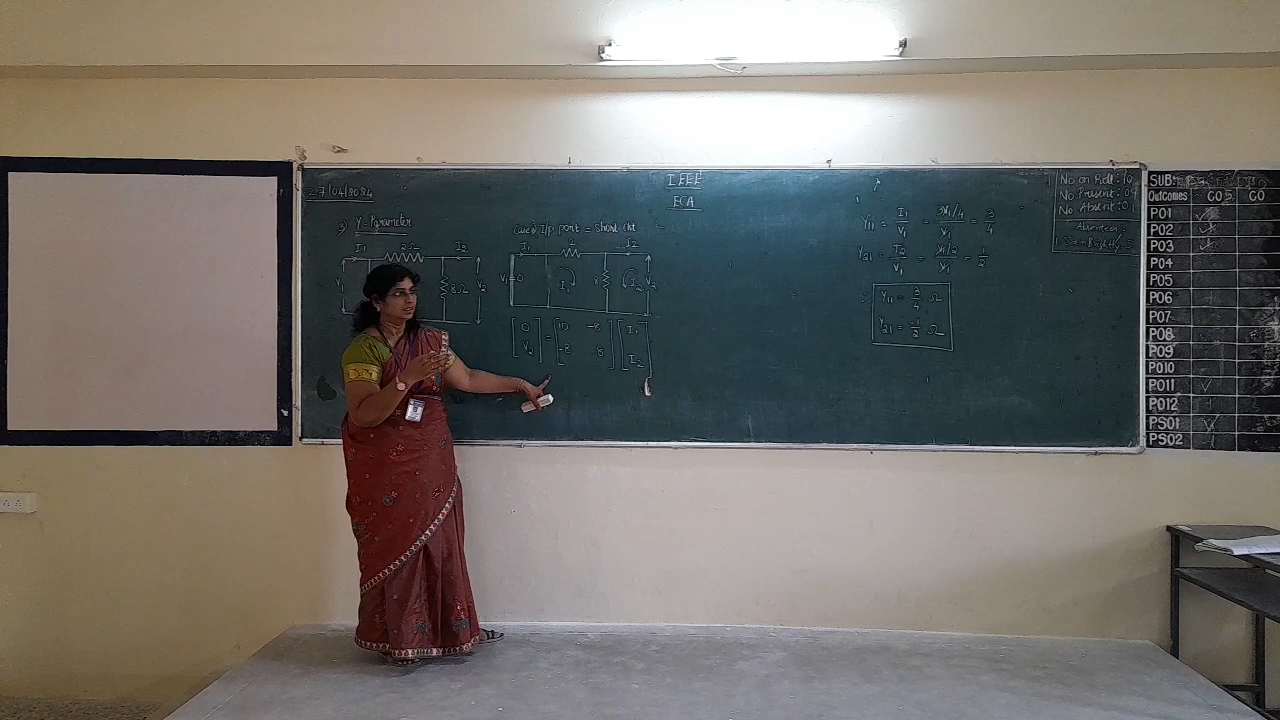 27/04/2024
IEEE
ECA
3) Y-Parameter
I1 2Ω I2
V1 8Ω V2
case ii) I/p port = short ckt
I1 2 I2
V1=0 I1 8 I2 V2
[0 V2] = [10 -8 -8 8] [I1 I2]
Y11 = I1/V1 = 3V1/4 / V1 = 3/4
Y21 = I2/V1 = V1/2 / V1 = 1/2
∴ Y11 = 3/4 Ω
Y21 = 1/2 Ω
No on Roll: 10
No Present: 09
No Absent: 01
Absentees
SUB:
Outcomes CO5 CO
PO1
PO2
PO3
PO4
PO5
PO6
PO7
PO8
PO9
PO10
PO11
PO12
PSO1
PSO2